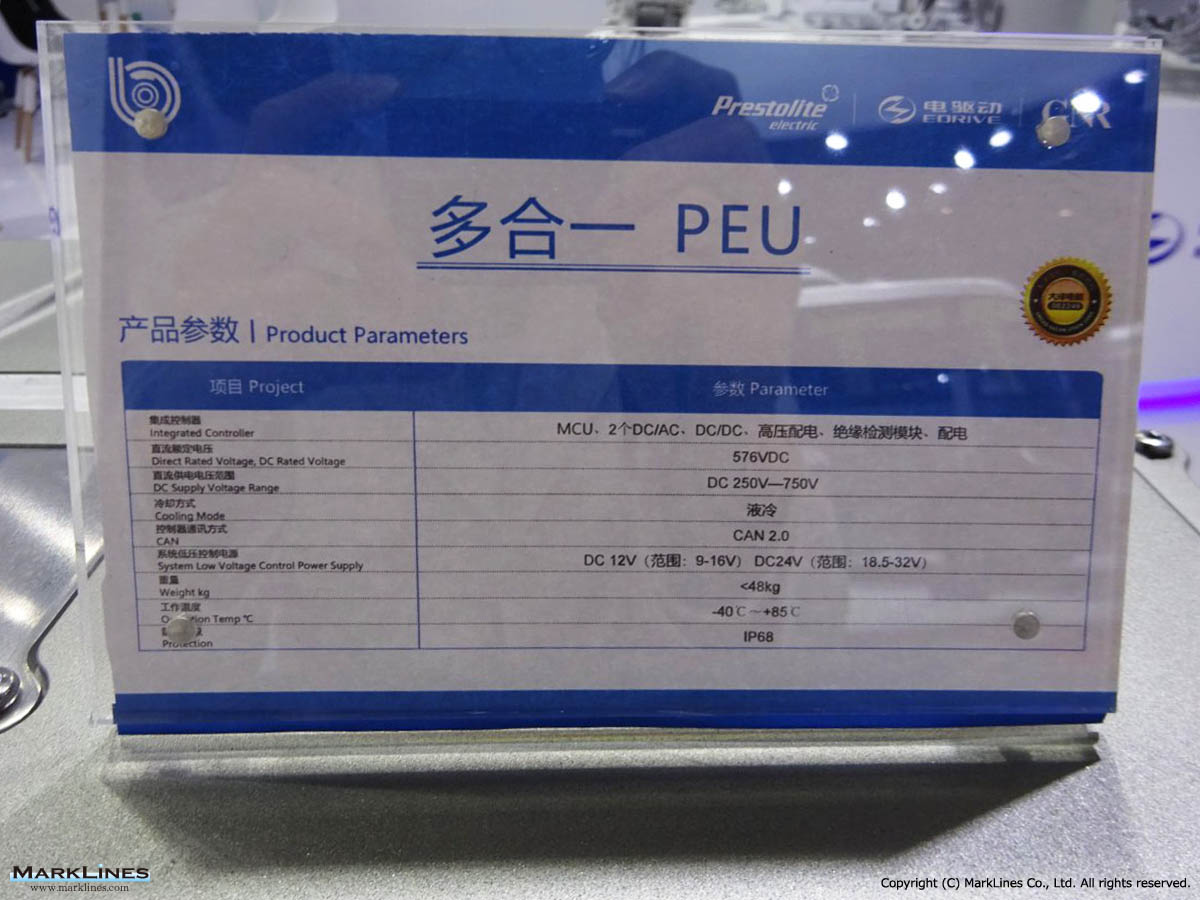 Prestolite
electric
电驱动
EDRIVE
多合一 PEU
大洋电机
002249
产品参数 | Product Parameters
项目 Project
参数 Parameter
集成控制器
Integrated Controller
MCU、2个DC/AC、DC/DC、高压配电、绝缘检测模块、配电
直流额定电压
Direct Rated Voltage, DC Rated Voltage
576VDC
直流供电电压范围
DC Supply Voltage Range
DC 250V—750V
冷却方式
Cooling Mode
液冷
控制器通讯方式
CAN
CAN 2.0
系统低压控制电源
System Low Voltage Control Power Supply
DC 12V（范围：9-16V） DC24V（范围：18.5-32V）
重量
Weight kg
<48kg
工作温度
Temp ℃
-40℃～+85℃
Protection
IP68
MARKLINES
www.marklines.com
Copyright (C) MarkLines Co., Ltd. All rights reserved.